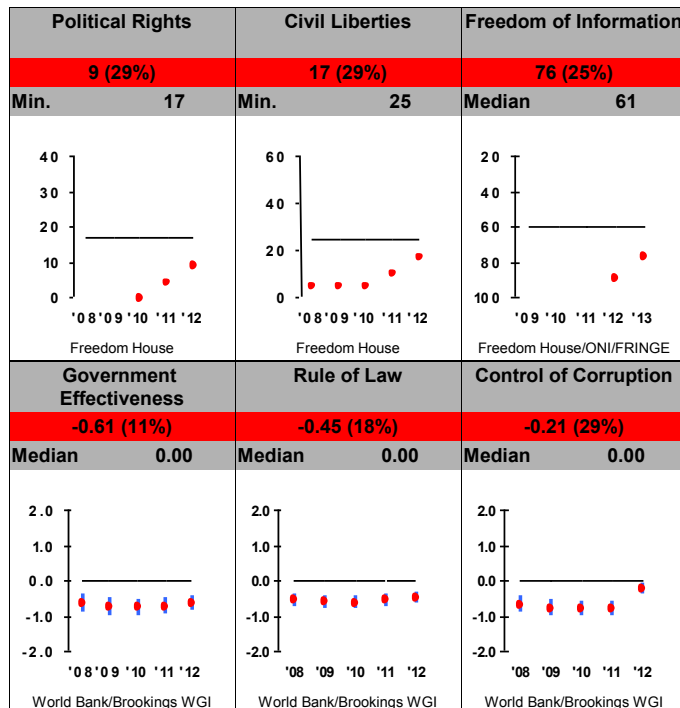 Political Rights
9 (29%)
Min. 17
40
30
20
10
0
'08 '09 '10 '11 '12
Freedom House
Civil Liberties
17 (29%)
Min. 25
60
40
20
0
'08 '09 '10 '11 '12
Freedom House
Freedom of Information
76 (25%)
Median 61
20
40
60
80
100
'09 '10 '11 '12 '13
Freedom House/ONI/FRINGE
Government
Effectiveness
-0.61 (11%)
Median 0.00
2.0
1.0
0.0
-1.0
-2.0
'08 '09 '10 '11 '12
World Bank/Brookings WGI
Rule of Law
-0.45 (18%)
Median 0.00
2.0
1.0
0.0
-1.0
-2.0
'08 '09 '10 '11 '12
World Bank/Brookings WGI
Control of Corruption
-0.21 (29%)
Median 0.00
2.0
1.0
0.0
-1.0
-2.0
'08 '09 '10 '11 '12
World Bank/Brookings WGI